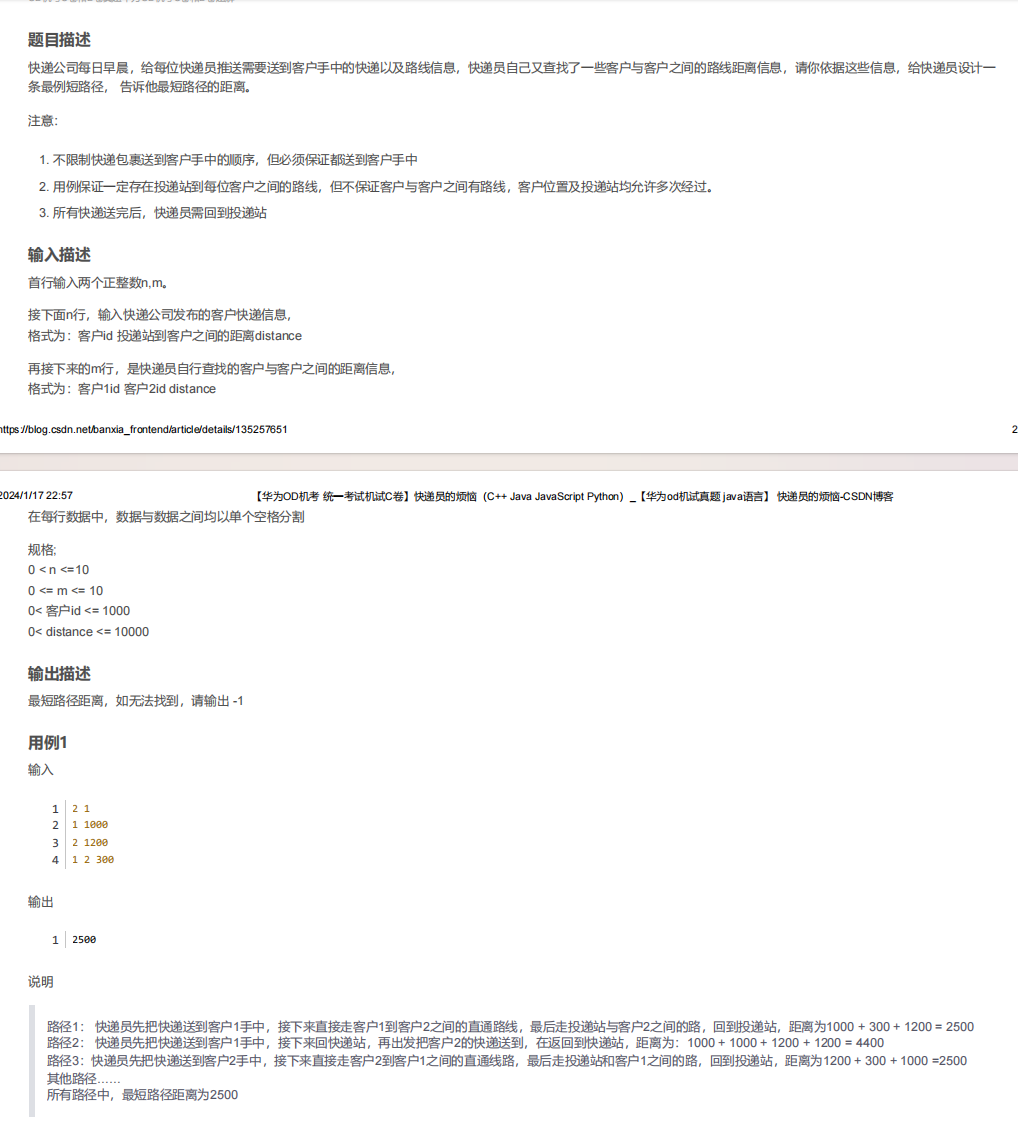 题目描述
快递公司每日早晨，给每位快递员推送需要送到客户手中的快递以及路线信息，快递员自己又查找了一些客户与客户之间的路线距离信息，请你依据这些信息，给快递员设计一
条最例短路径， 告诉他最短路径的距离。
注意：
1. 不限制快递包裹送到客户手中的顺序，但必须保证都送到客户手中
2. 用例保证一定存在投递站到每位客户之间的路线，但不保证客户与客户之间有路线，客户位置及投递站均允许多次经过。
3. 所有快递送完后，快递员需回到投递站
输入描述
首行输入两个正整数n,m。
接下面n行，输入快递公司发布的客户快递信息，
格式为：客户id 投递站到客户之间的距离distance
再接下来的m行，是快递员自行查找的客户与客户之间的距离信息，
格式为：客户1id 客户2id distance
https://blog.csdn.net/banxia_frontend/article/details/135257651
2
2024/1/17 22:57
【华为OD机考 统一考试机试C卷】快递员的烦恼（C++ Java JavaScript Python）_【华为od机试真题 java语言】 快递员的烦恼-CSDN博客
在每行数据中，数据与数据之间均以单个空格分割
规格;
0 < n <=10
0 <= m <= 10
0< 客户id <= 1000
0< distance <= 10000
输出描述
最短路径距离，如无法找到，请输出 -1
用例1
输入
1 2 1
2 1 1000
3 2 1200
4 1 2 300
输出
1 2500
说明
路径1： 快递员先把快递送到客户1手中，接下来直接走客户1到客户2之间的直通路线，最后走投递站与客户2之间的路，回到投递站，距离为1000 + 300 + 1200 = 2500
路径2： 快递员先把快递送到客户1手中，接下来回快递站，再出发把客户2的快递送到，在返回到快递站，距离为：1000 + 1000 + 1200 + 1200 = 4400
路径3：快递员先把快递送到客户2手中，接下来直接走客户2到客户1之间的直通线路，最后走投递站和客户1之间的路，回到投递站，距离为1200 + 300 + 1000 =2500
其他路径……
所有路径中，最短路径距离为2500